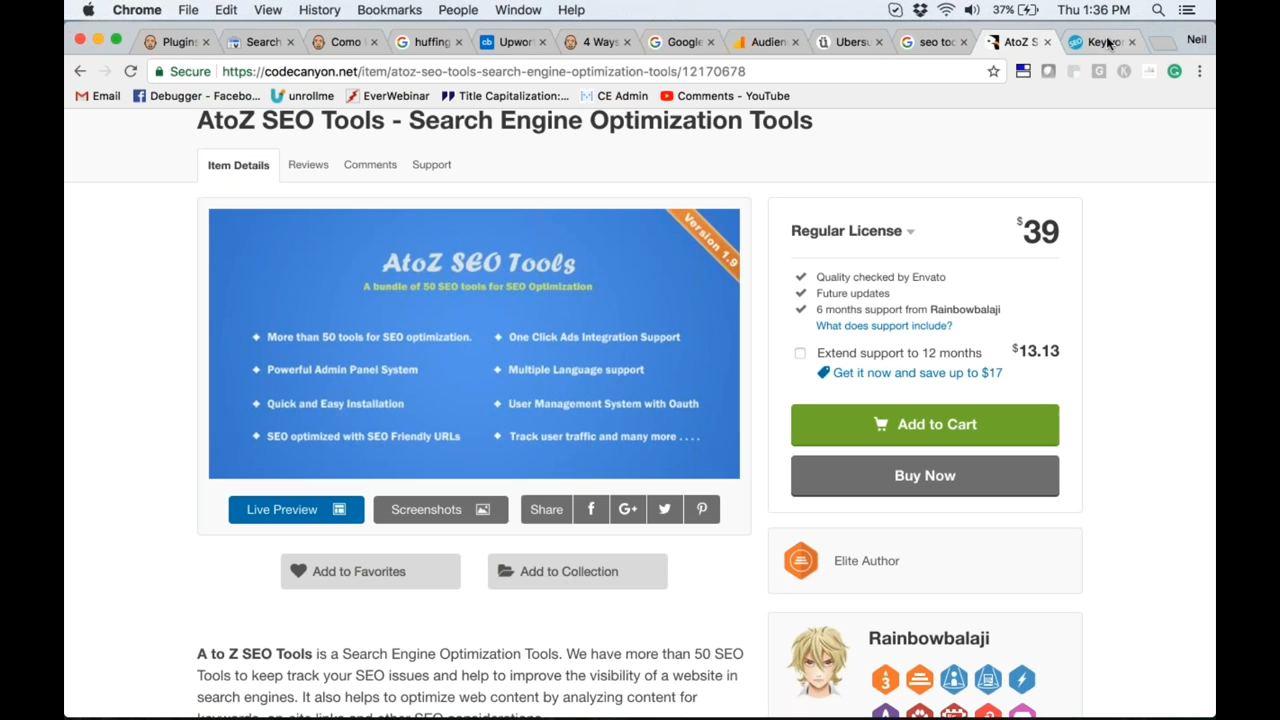 Chrome File Edit View History Bookmarks People Window Help 37% Thu 1:36 PM
Plugins Search Como huffing Upwor 4 Ways Google Audien Ubersu seo too AtoZ S Keywor Neil
Secure https://codecanyon.net/item/atoz-seo-tools-search-engine-optimization-tools/12170678
Email Debugger - Facebo... unrollme EverWebinar Title Capitalization:... CE Admin Comments - YouTube
AtoZ SEO Tools - Search Engine Optimization Tools
Item Details Reviews Comments Support
Version 1.9
AtoZ SEO Tools
A bundle of 50 SEO tools for SEO Optimization
More than 50 tools for SEO optimization. One Click Ads Integration Support
Powerful Admin Panel System Multiple Language support
Quick and Easy Installation User Management System with Oauth
SEO optimized with SEO Friendly URLs Track user traffic and many more . . . .
Live Preview Screenshots Share
Add to Favorites Add to Collection
A to Z SEO Tools is a Search Engine Optimization Tools. We have more than 50 SEO
Tools to keep track your SEO issues and help to improve the visibility of a website in
search engines. It also helps to optimize web content by analyzing content for
Regular License $39
Quality checked by Envato
Future updates
6 months support from Rainbowbalaji
What does support include?
Extend support to 12 months $13.13
Get it now and save up to $17
Add to Cart
Buy Now
Elite Author
Rainbowbalaji
3